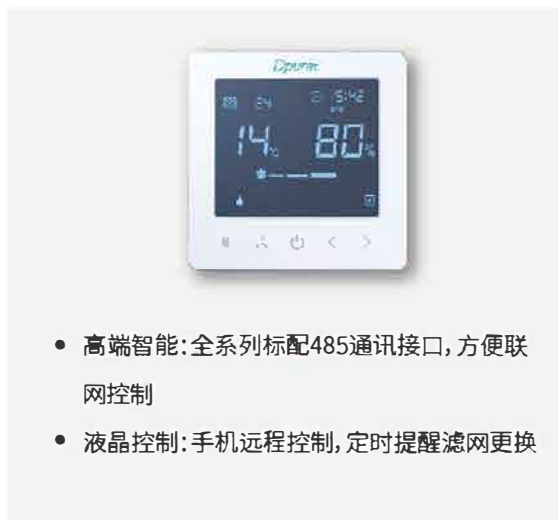 Dpurat
24 5:42
14℃ 80%
M < >
• 高端智能:全系列标配485通讯接口,方便联
网控制
• 液晶控制:手机远程控制,定时提醒滤网更换